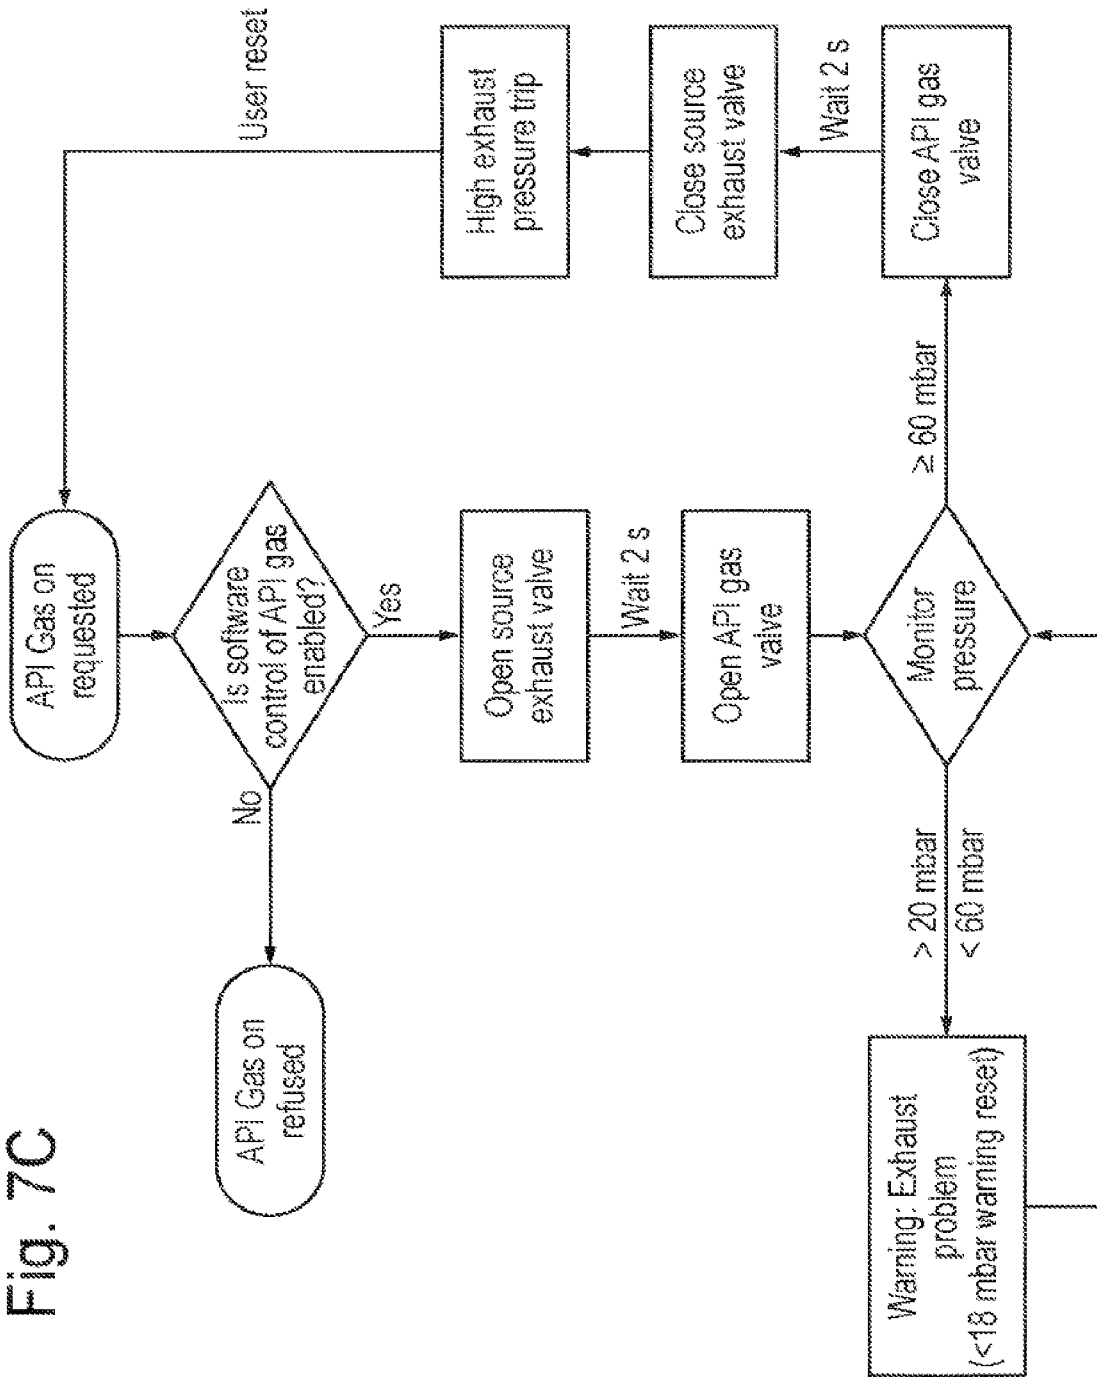 Fig. 7C
API Gas on
requested
Is software
control of API gas
enabled?
No
API Gas on
refused
Yes
Open source
exhaust valve
Wait 2 s
Open API gas
valve
Monitor
pressure
> 20 mbar
< 60 mbar
Warning: Exhaust
problem
(<18 mbar warning reset)
≥ 60 mbar
Close API gas
valve
Wait 2 s
Close source
exhaust valve
High exhaust
pressure trip
User reset